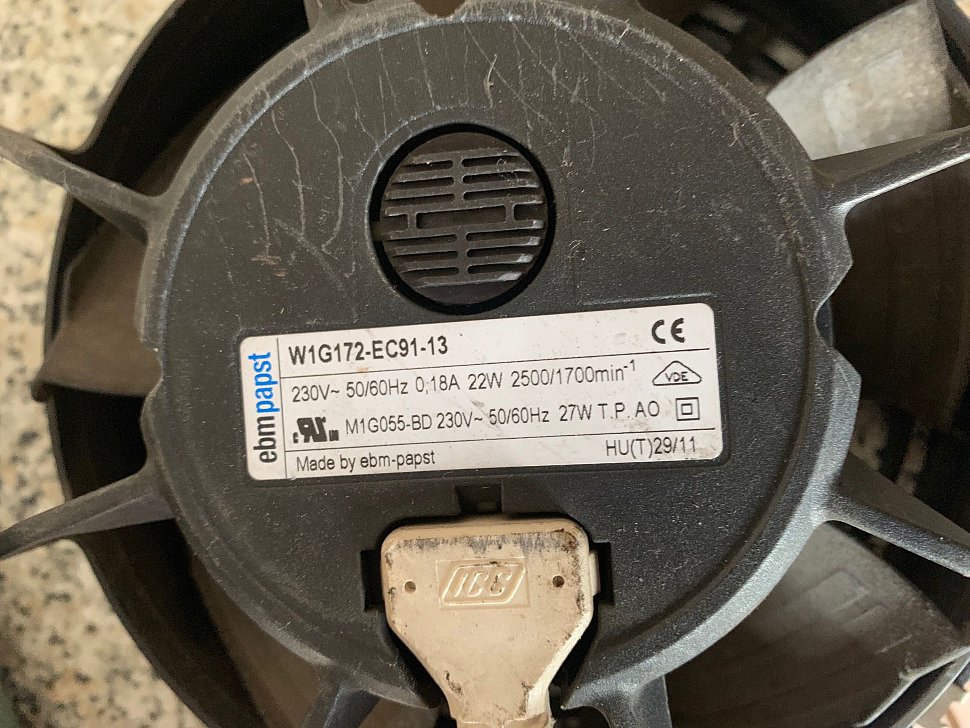 ebmpapst
W1G172-EC91-13
CE
230V~ 50/60Hz 0,18A 22W 2500/1700min⁻¹
VDE
cRUus M1G055-BD 230V~ 50/60Hz 27W T.P. AO
Made by ebm-papst
HU(T)29/11